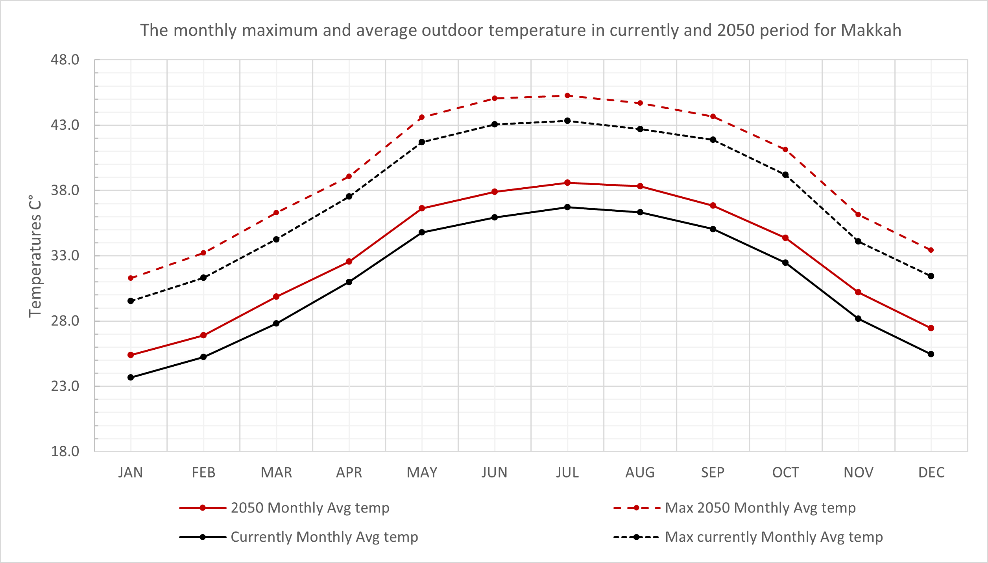 The monthly maximum and average outdoor temperature in currently and 2050 period for Makkah
Temperatures C°
48.0
43.0
38.0
33.0
28.0
23.0
18.0
JAN FEB MAR APR MAY JUN JUL AUG SEP OCT NOV DEC
2050 Monthly Avg temp Max 2050 Monthly Avg temp
Currently Monthly Avg temp Max currently Monthly Avg temp